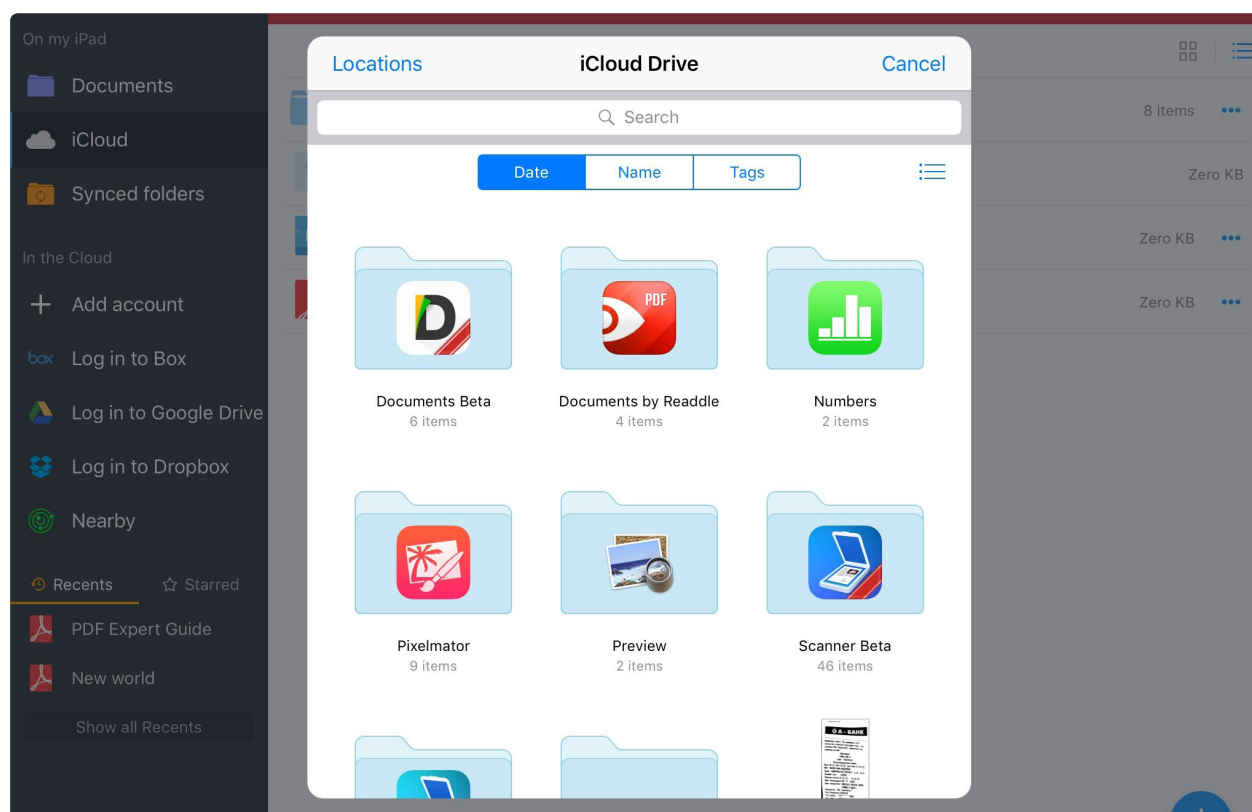 On my iPad
Documents
iCloud
Synced folders
In the Cloud
Add account
box Log in to Box
Log in to Google Drive
Log in to Dropbox
Nearby
Recents Starred
PDF Expert Guide
New world
Show all Recents
Locations iCloud Drive Cancel
Search
Date Name Tags
D PDF
Documents Beta Documents by Readdle Numbers
6 items 4 items 2 items
Pixelmator Preview Scanner Beta
9 items 2 items 46 items
А - БАНК
8 items
Zero KB
Zero KB
Zero KB